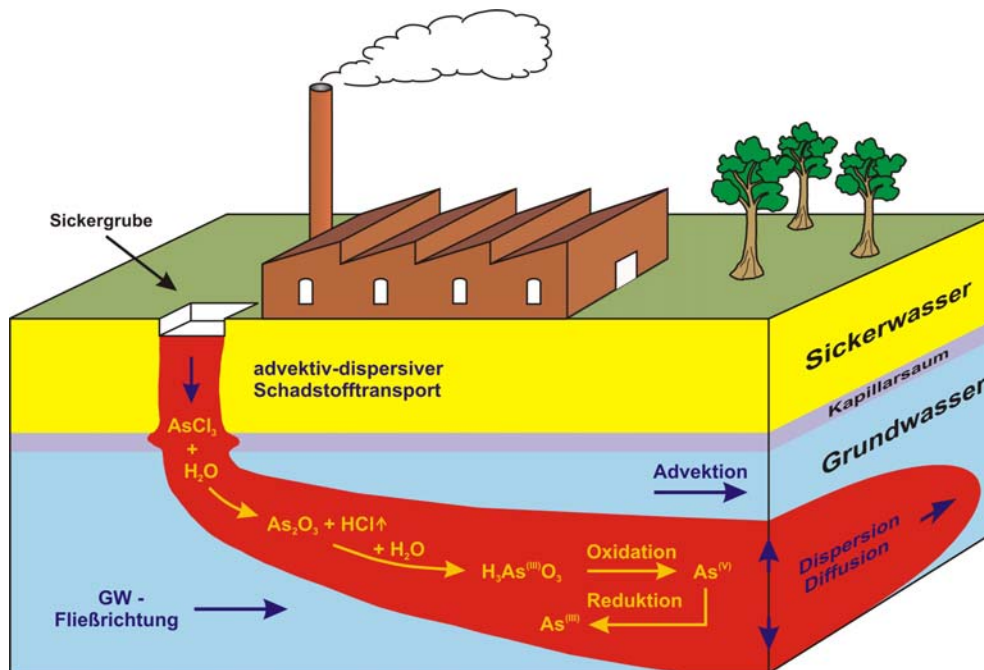 Sickergrube
Sickerwasser
advektiv-dispersiver
Schadstofftransport
Kapillarsaum
Grundwasser
AsCl₃
+
H₂O
Advektion
As₂O₃ + HCl↑
+ H₂O
Oxidation
H₃As⁽ᴵᴵᴵ⁾O₃
As⁽ⱽ⁾
Reduktion
As⁽ᴵᴵᴵ⁾
Dispersion
Diffusion
GW -
Fließrichtung